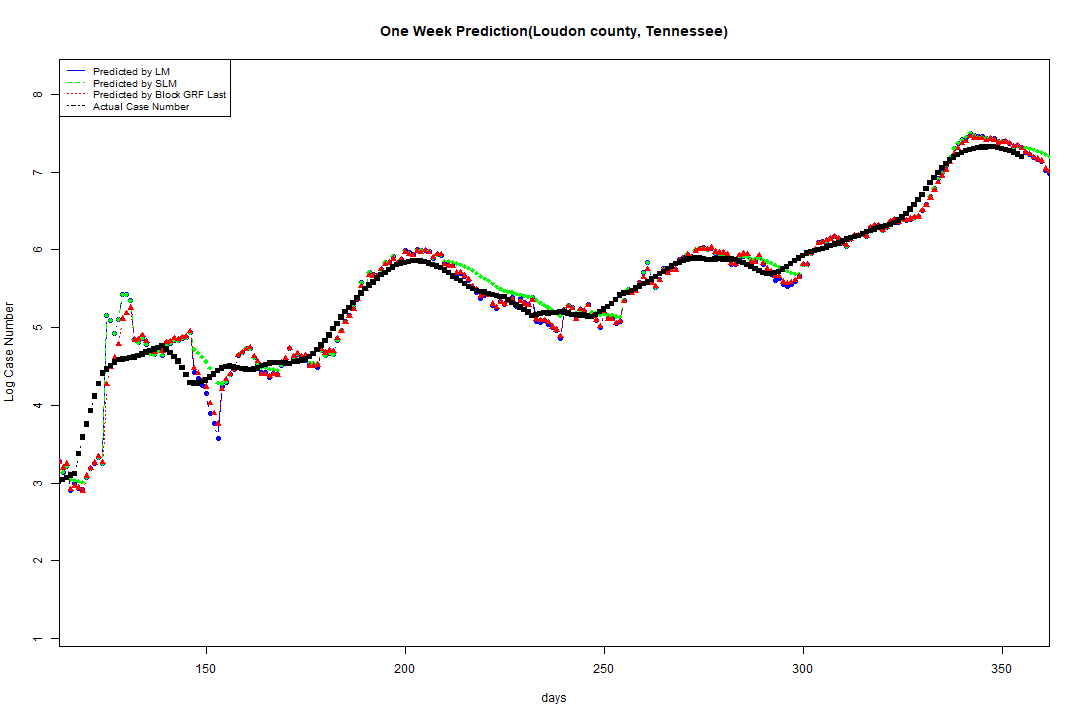 One Week Prediction(Loudon county, Tennessee)
Predicted by LM
Predicted by SLM
Predicted by Block GRF Last
Actual Case Number
8
7
6
5
4
3
2
1
Log Case Number
150
200
250
300
350
days